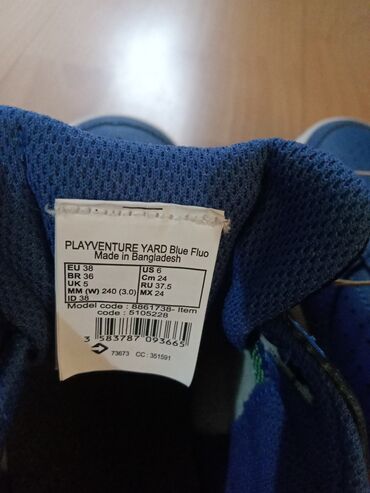 PLAYVENTURE YARD Blue Fluo
Made in Bangladesh
EU 38 US 6
BR 36 Cm 24
UK 5 RU 37.5
MM (W) 240 (3.0) MX 24
ID 38
Model code : 8861738- Item
code : 5105228
3 583787 093665
73673 CC : 351591